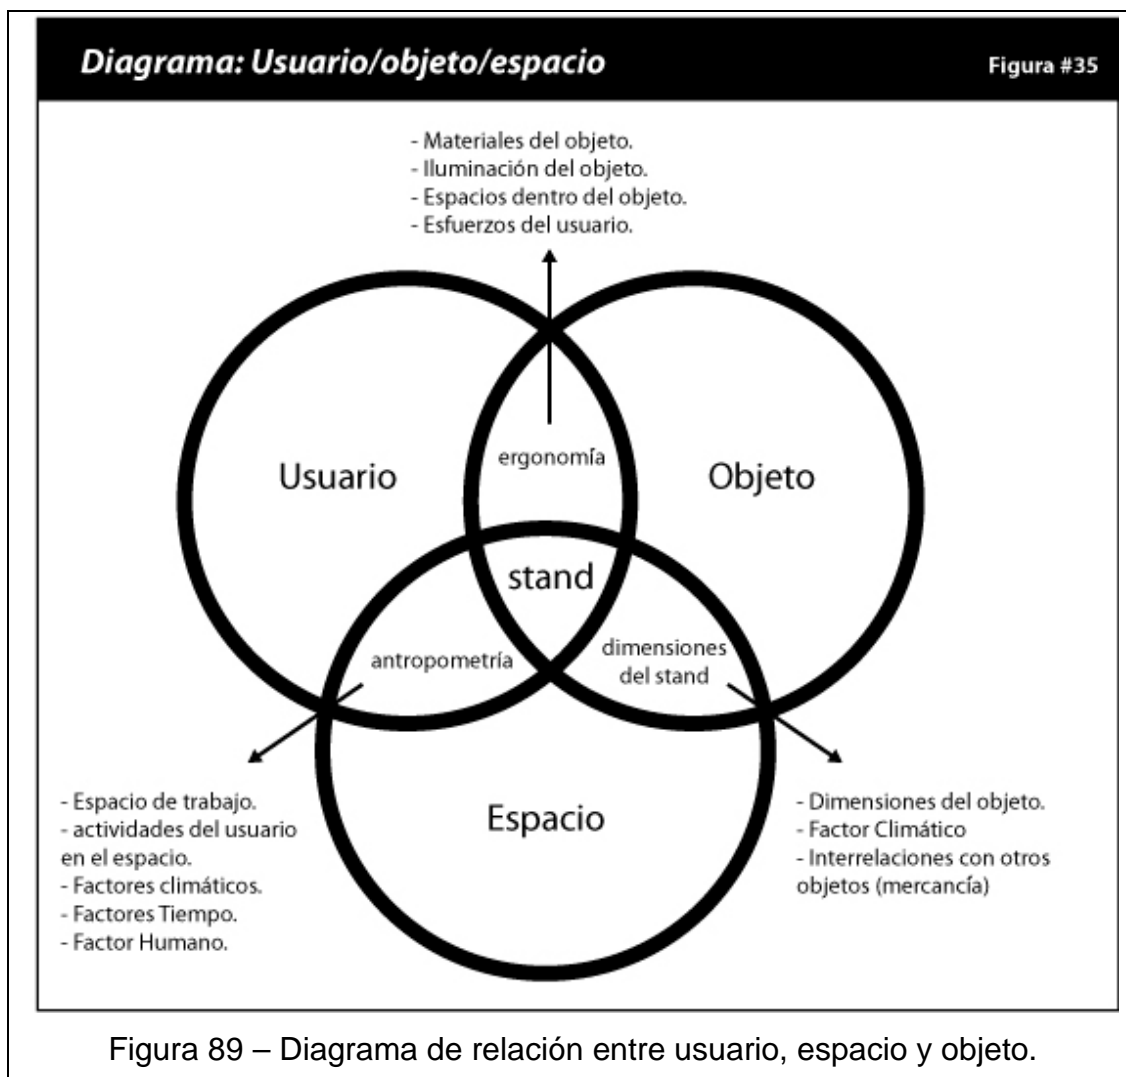 Diagrama: Usuario/objeto/espacio
Figura #35
- Materiales del objeto.
- Iluminación del objeto.
- Espacios dentro del objeto.
- Esfuerzos del usuario.
ergonomía
Usuario
Objeto
stand
antropometría
dimensiones
del stand
Espacio
- Espacio de trabajo.
- actividades del usuario
en el espacio.
- Factores climáticos.
- Factores Tiempo.
- Factor Humano.
- Dimensiones del objeto.
- Factor Climático
- Interrelaciones con otros
objetos (mercancía)
Figura 89 – Diagrama de relación entre usuario, espacio y objeto.